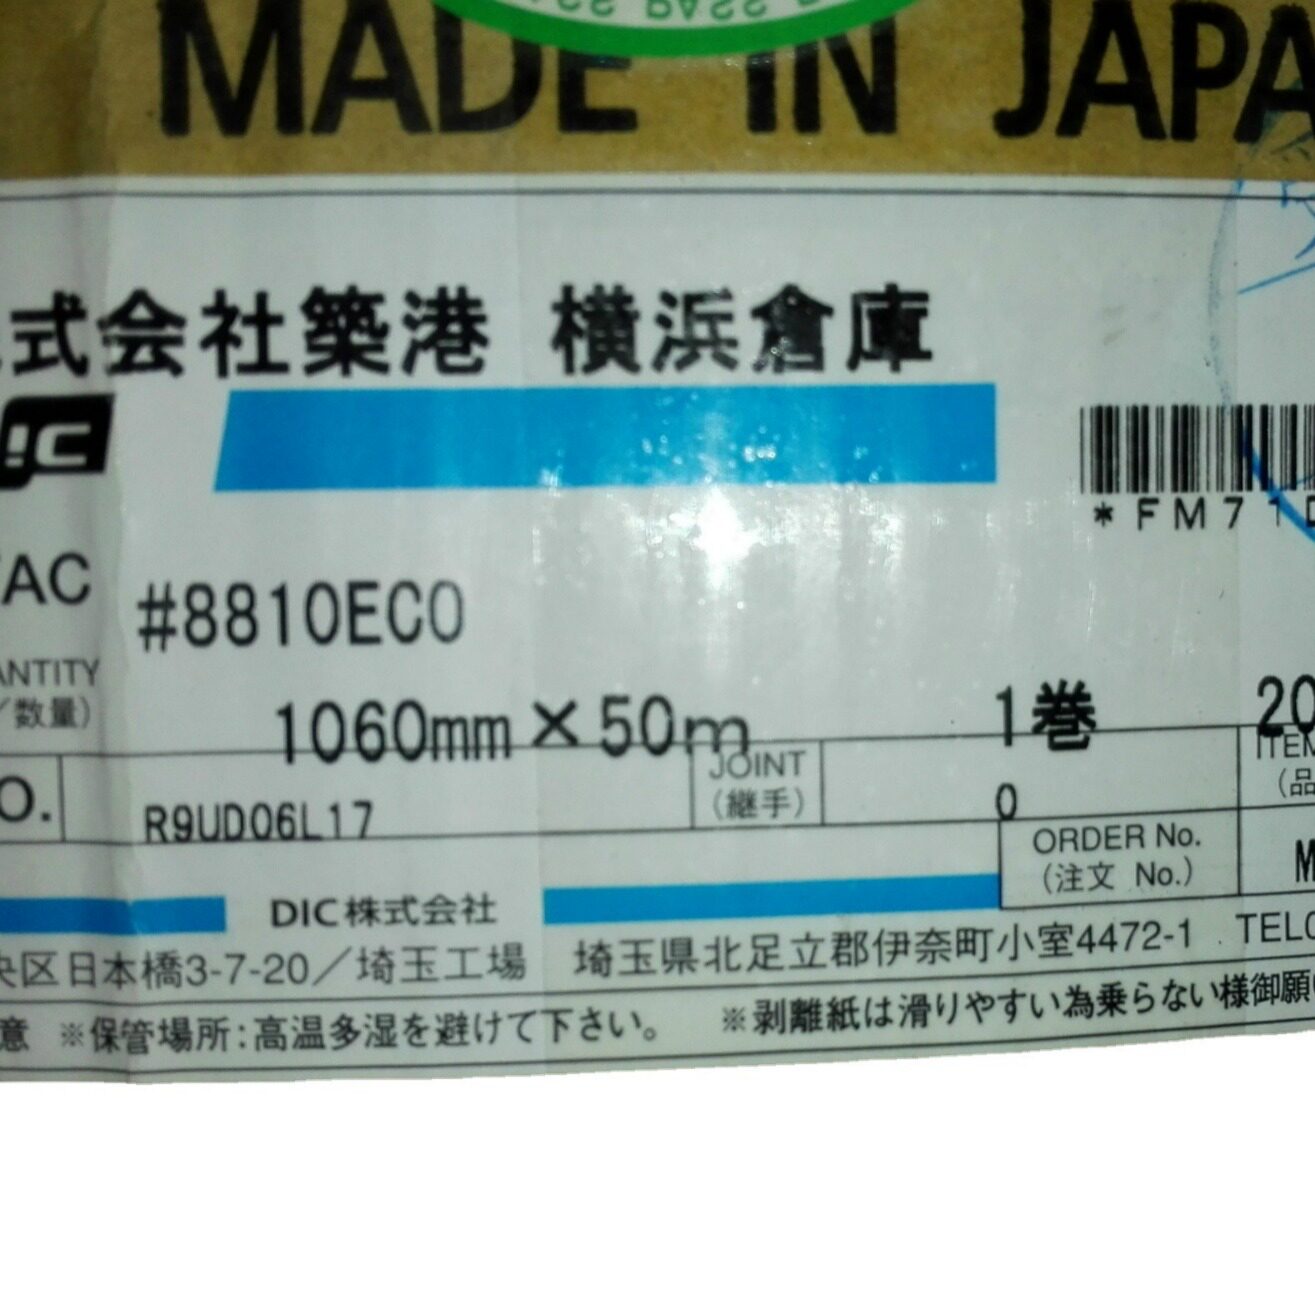 PASS PASS
MADE IN JAPA
式会社築港 横浜倉庫
*FM71
TAC
#8810ECO
ANTITY
/数量)
1060mm×50m
1巻
20
O.
R9UD06L17
JOINT
(継手)
0
ITEM
(品
ORDER No.
(注文 No.)
M
DIC株式会社
央区日本橋3-7-20/埼玉工場 埼玉県北足立郡伊奈町小室4472-1 TEL
意 ※保管場所:高温多湿を避けて下さい。 ※剥離紙は滑りやすい為乗らない様御願い